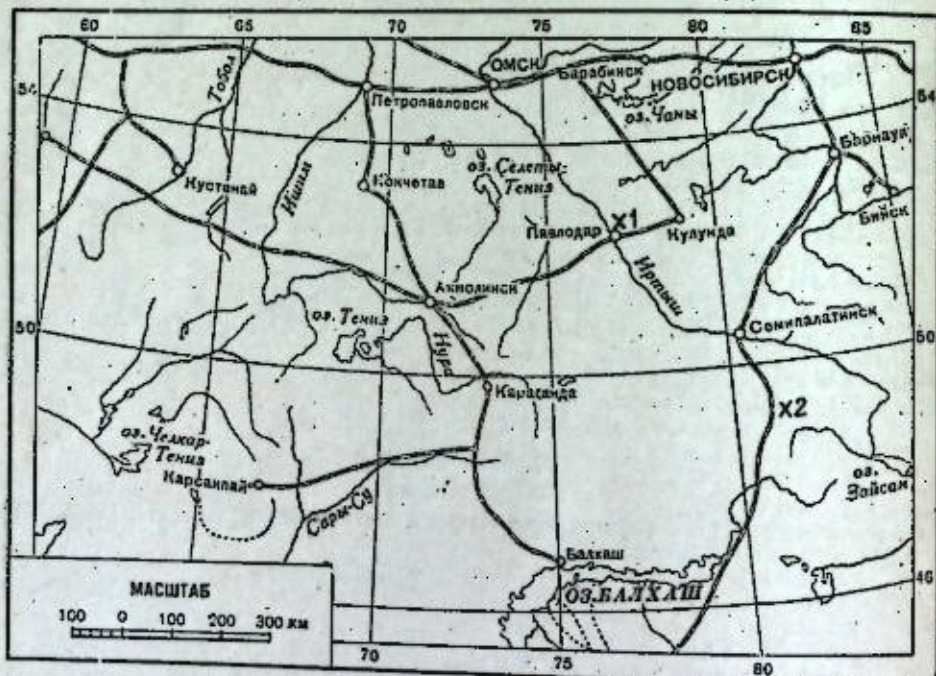 60 65 70 75 80 85
ОМСК
Барабинск
НОВОСИБИРСК
Тобол
Петропавловск
54
оз. Чаны
54
Барнаул
Кустанай
Ишим
Кокчетав
оз. Селеты-
Тениз
Бийск
Павлодар
X1
Кулунда
Иртыш
Акмолинск
50
оз. Тениз
Нура
Семипалатинск
50
Караганда
X2
оз. Челкар-
Тениз
Карсакпай
оз.
Зайсан
Сары-Су
Балхаш
46
МАСШТАБ
ОЗ.БАЛХАШ
100 0 100 200 300 км
70 75 80